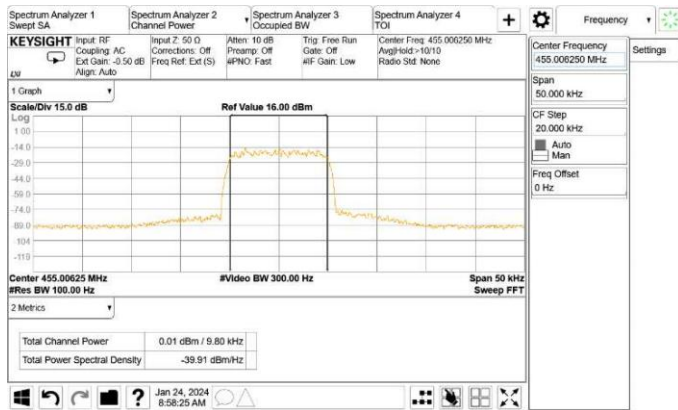 Spectrum Analyzer 1
Swept SA
Spectrum Analyzer 2
Channel Power
Spectrum Analyzer 3
Occupied BW
Spectrum Analyzer 4
TOI
+
Frequency
KEYSIGHT
Input: RF
Coupling: AC
Ext Gain: -0.50 dB
Align: Auto
Input Z: 50 Ω
Corrections: Off
Freq Ref: Ext (S)
Atten: 10 dB
Preamp: Off
#PNO: Fast
Trig: Free Run
Gate: Off
#IF Gain: Low
Center Freq: 455.006250 MHz
Avg|Hold:>10/10
Radio Std: None
LXI
Center Frequency
455.006250 MHz
Settings
Span
50.000 kHz
CF Step
20.000 kHz
Auto
Man
Freq Offset
0 Hz
1 Graph
Scale/Div 15.0 dB
Ref Value 16.00 dBm
Log
1.00
-14.0
-29.0
-44.0
-59.0
-74.0
-89.0
-104
-119
Center 455.00625 MHz
#Video BW 300.00 Hz
Span 50 kHz
#Res BW 100.00 Hz
Sweep FFT
2 Metrics
Total Channel Power 0.01 dBm / 9.80 kHz
Total Power Spectral Density -39.91 dBm/Hz
?
Jan 24, 2024
8:58:25 AM